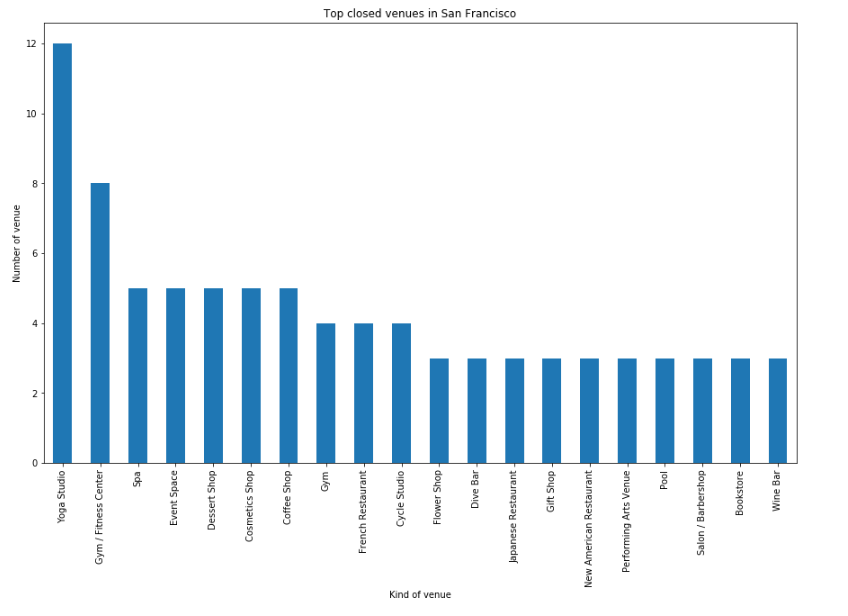 Top closed venues in San Francisco
Number of venue
12
10
8
6
4
2
0
Yoga Studio
Gym / Fitness Center
Spa
Event Space
Dessert Shop
Cosmetics Shop
Coffee Shop
Gym
French Restaurant
Cycle Studio
Flower Shop
Dive Bar
Japanese Restaurant
Gift Shop
New American Restaurant
Performing Arts Venue
Pool
Salon / Barbershop
Bookstore
Wine Bar
Kind of venue